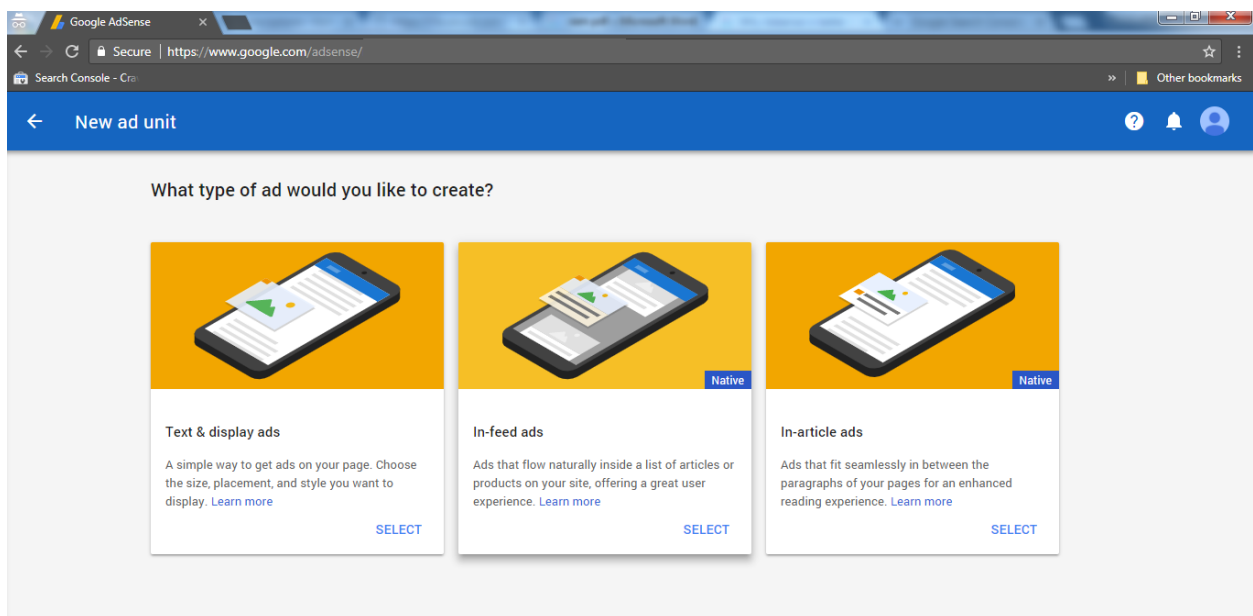 Google AdSense
Secure | https://www.google.com/adsense/
Search Console - Cra
» Other bookmarks
New ad unit
What type of ad would you like to create?
Native
Native
Text & display ads
A simple way to get ads on your page. Choose
the size, placement, and style you want to
display. Learn more
SELECT
In-feed ads
Ads that flow naturally inside a list of articles or
products on your site, offering a great user
experience. Learn more
SELECT
In-article ads
Ads that fit seamlessly in between the
paragraphs of your pages for an enhanced
reading experience. Learn more
SELECT